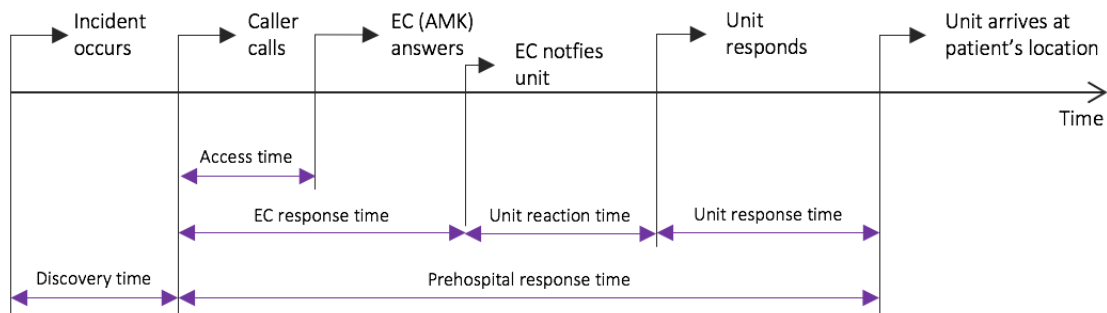 Incident
occurs
Caller
calls
EC (AMK)
answers
EC notfies
unit
Unit
responds
Unit arrives at
patient's location
Time
Access time
EC response time
Unit reaction time
Unit response time
Discovery time
Prehospital response time